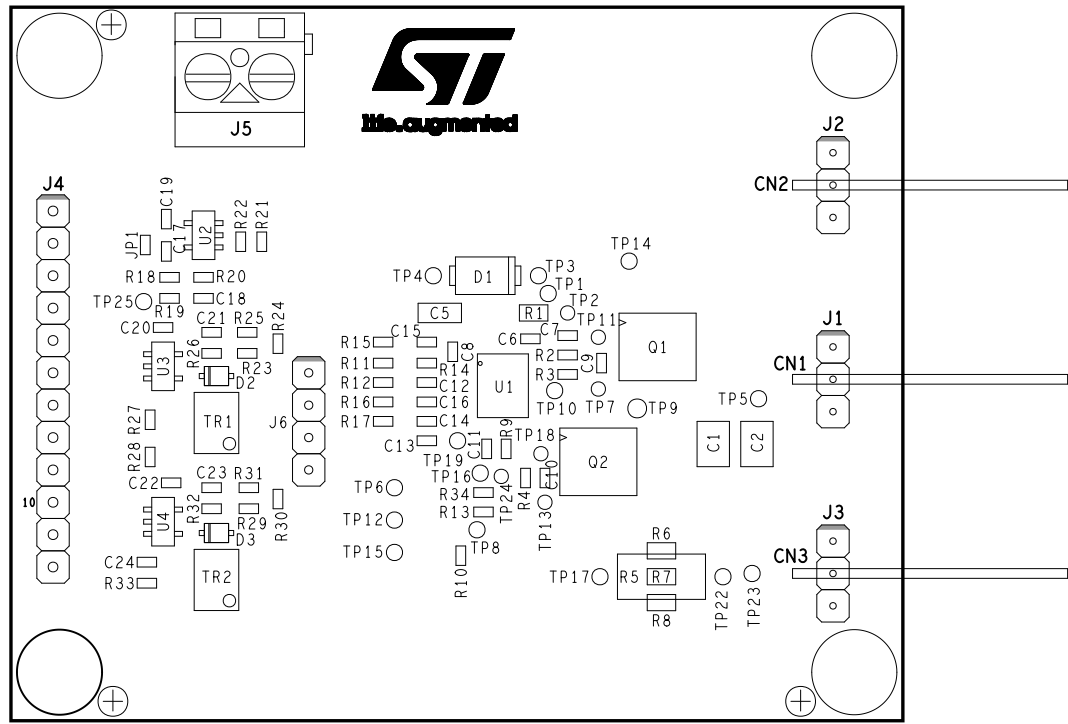 ST
life.augmented
J5
J2
CN2
J4
C19
R22
R21
JP1
C17
U2
TP14
R18
R20
TP4
D1
TP3
TP1
TP25
C18
R19
C5
R1
TP2
C20
C21
R25
R24
R15
C15
C6
C7
TP11
J1
R26
U3
R23
R11
R14
C8
R2
C9
Q1
CN1
D2
R12
C12
U1
R3
R16
C16
TP10
TP7
TP9
TP5
R27
TR1
J6
R17
C14
R9
TP18
R28
C13
TP19
C11
Q2
C1
C2
C22
C23
R31
TP16
TP24
R4
C10
TP6
R34
10
U4
R32
R29
R30
R13
TP13
J3
TP12
D3
TP8
R6
TP15
CN3
C24
R10
R33
TR2
TP17
R5
R7
TP22
TP23
R8